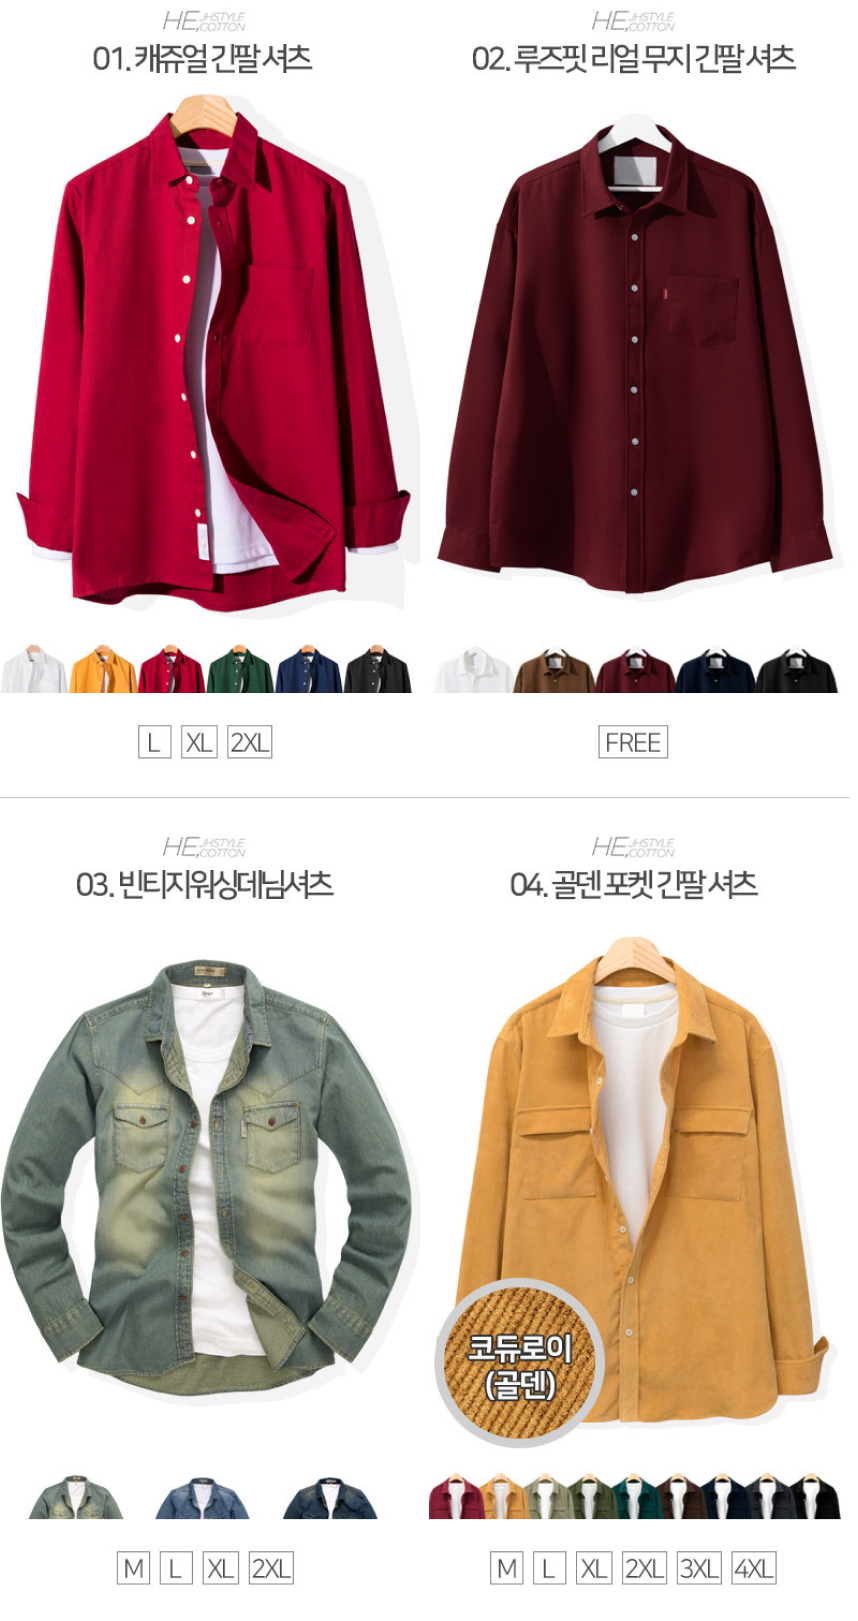 HE, JHSTYLE COTTON
01. 캐쥬얼 긴팔 셔츠
L XL 2XL
HE, JHSTYLE COTTON
02. 루즈핏 리얼 무지 긴팔 셔츠
FREE
HE, JHSTYLE COTTON
03. 빈티지워싱데님셔츠
M L XL 2XL
HE, JHSTYLE COTTON
04. 골덴 포켓 긴팔 셔츠
코듀로이
(골덴)
M L XL 2XL 3XL 4XL